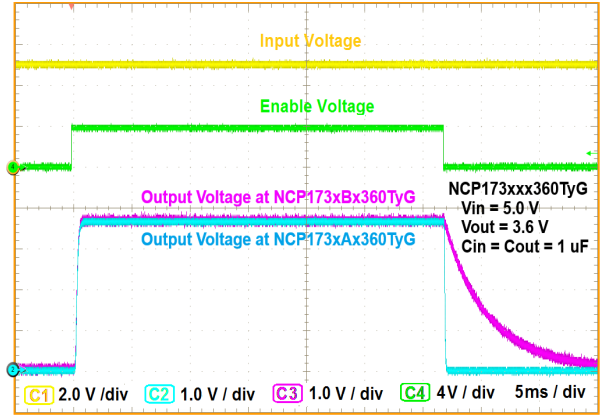 Input Voltage
Enable Voltage
4
Output Voltage at NCP173xBx360TyG
NCP173xxx360TyG
Vin = 5.0 V
Vout = 3.6 V
Cin = Cout = 1 uF
Output Voltage at NCP173xAx360TyG
2
C1 2.0 V /div C2 1.0 V / div C3 1.0 V / div C4 4V / div 5ms / div